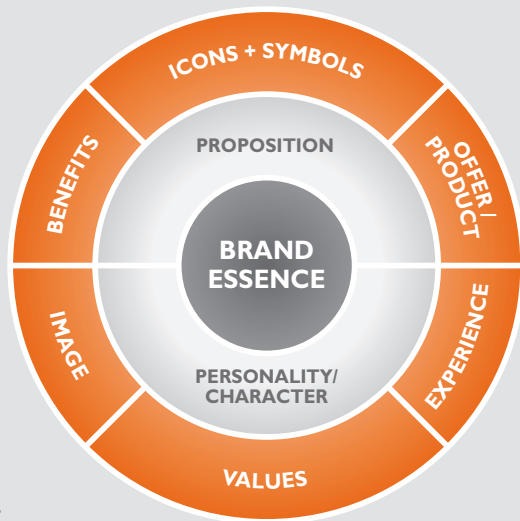 ICONS + SYMBOLS
BENEFITS
OFFER /
PRODUCT
PROPOSITION
BRAND
ESSENCE
IMAGE
EXPERIENCE
PERSONALITY/
CHARACTER
VALUES